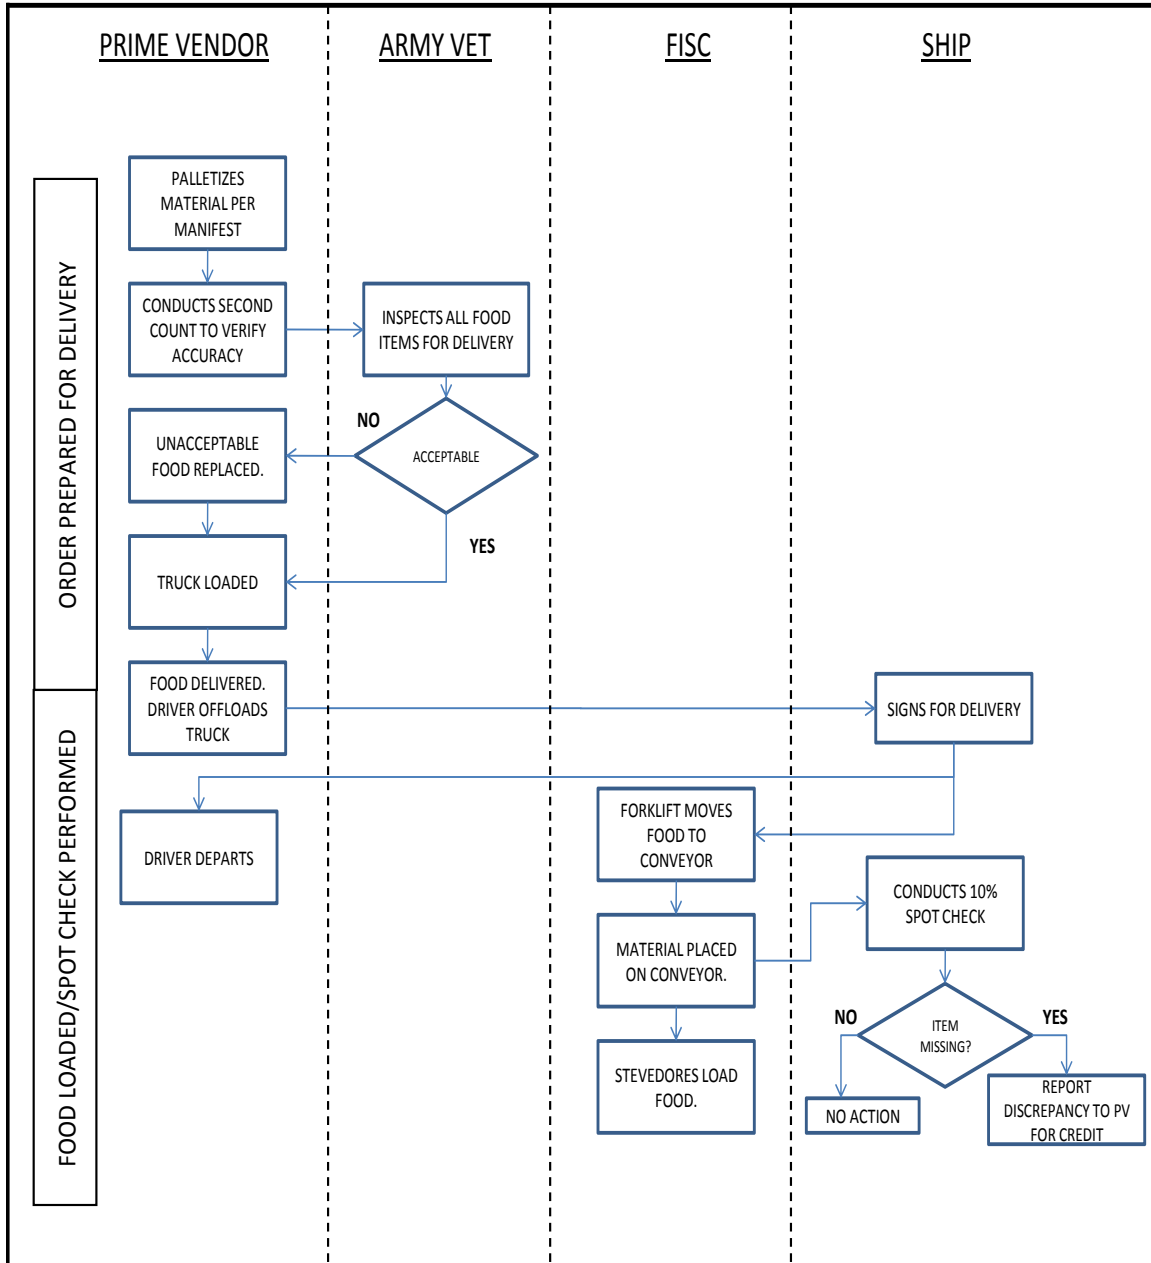 PRIME VENDOR
ARMY VET
FISC
SHIP
ORDER PREPARED FOR DELIVERY
PALLETIZES
MATERIAL PER
MANIFEST
CONDUCTS SECOND
COUNT TO VERIFY
ACCURACY
INSPECTS ALL FOOD
ITEMS FOR DELIVERY
NO
ACCEPTABLE
YES
UNACCEPTABLE
FOOD REPLACED.
TRUCK LOADED
FOOD LOADED/SPOT CHECK PERFORMED
FOOD DELIVERED.
DRIVER OFFLOADS
TRUCK
SIGNS FOR DELIVERY
DRIVER DEPARTS
FORKLIFT MOVES
FOOD TO
CONVEYOR
MATERIAL PLACED
ON CONVEYOR.
CONDUCTS 10%
SPOT CHECK
STEVEDORES LOAD
FOOD.
NO
ITEM
MISSING?
YES
NO ACTION
REPORT
DISCREPANCY TO PV
FOR CREDIT